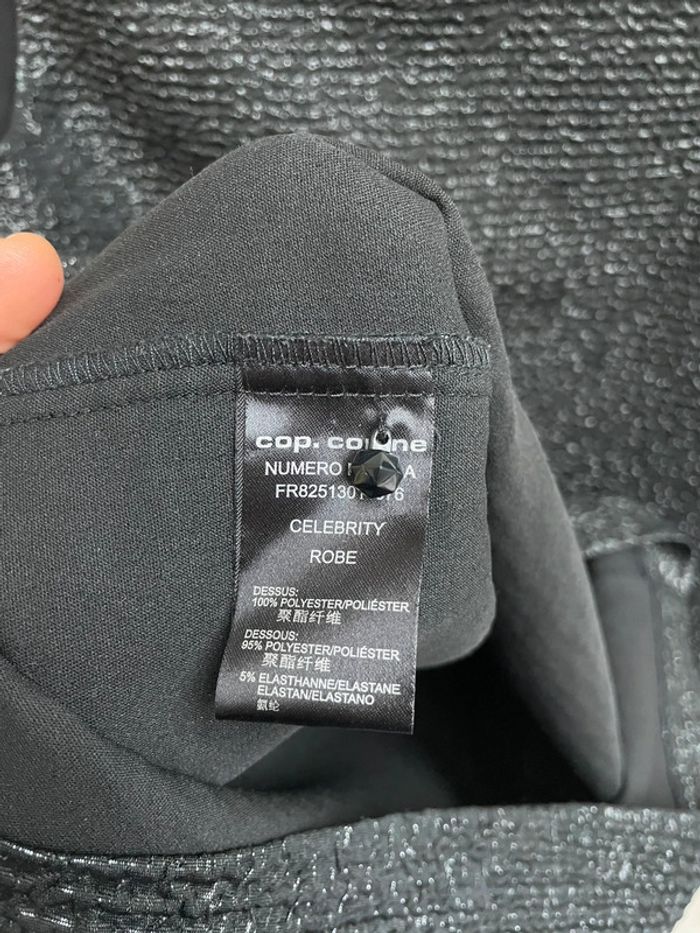 cop.
NUMERO
CELEBRITY
ROBE
DESSUS:
100% POLYESTER/POLIÉSTER
聚酯纤维
DESSOUS:
95% POLYESTER/POLIÉSTER
聚酯纤维
5% ELASTHANNE/ELASTANE
ELASTAN/ELASTANO
氨纶